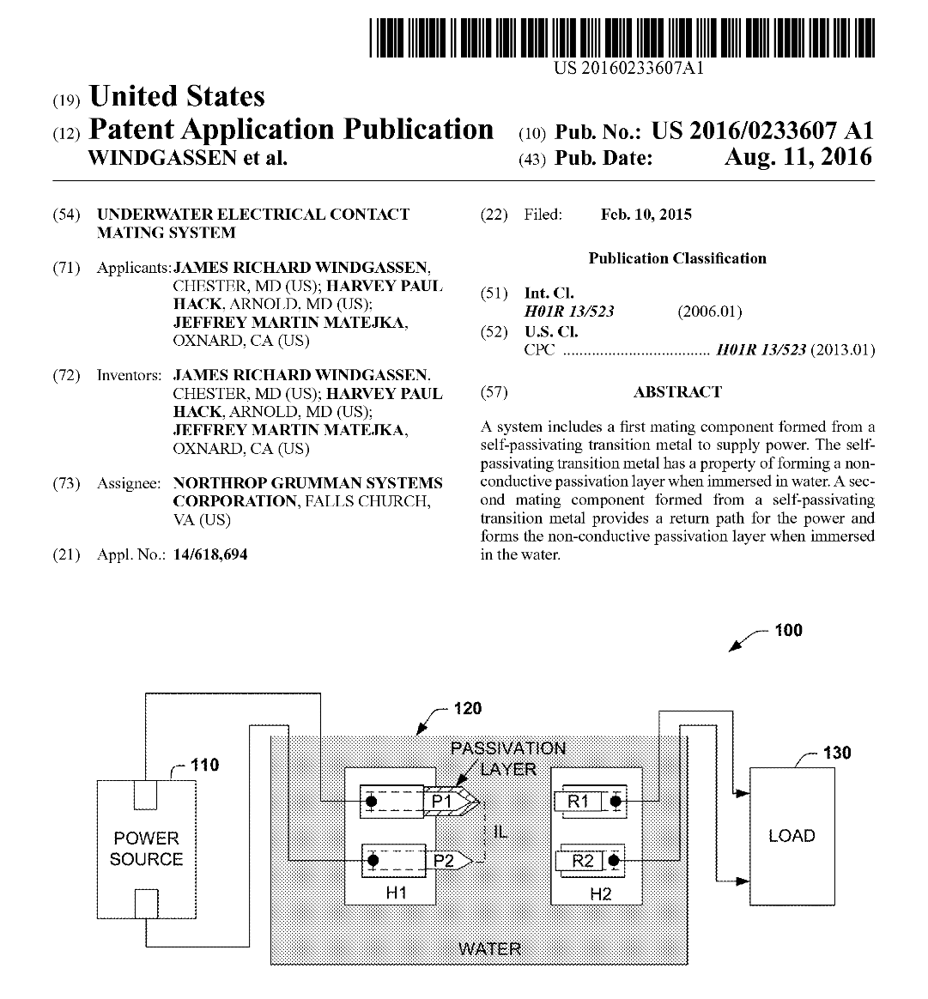 US 20160233607A1
(19) United States
(12) Patent Application Publication
WINDGASSEN et al.
(10) Pub. No.: US 2016/0233607 A1
(43) Pub. Date: Aug. 11, 2016
(54) UNDERWATER ELECTRICAL CONTACT
MATING SYSTEM
(71) Applicants: JAMES RICHARD WINDGASSEN,
CHESTER, MD (US); HARVEY PAUL
HACK, ARNOLD, MD (US);
JEFFREY MARTIN MATEJKA,
OXNARD, CA (US)
(72) Inventors: JAMES RICHARD WINDGASSEN.
CHESTER, MD (US); HARVEY PAUL
HACK, ARNOLD, MD (US);
JEFFREY MARTIN MATEJKA,
OXNARD, CA (US)
(73) Assignee: NORTHROP GRUMMAN SYSTEMS
CORPORATION, FALLS CHURCH,
VA (US)
(21) Appl. No.: 14/618,694
(22) Filed: Feb. 10, 2015
Publication Classification
(51) Int. Cl.
H01R 13/523 (2006.01)
(52) U.S. Cl.
CPC .................................... H01R 13/523 (2013.01)
(57) ABSTRACT
A system includes a first mating component formed from a
self-passivating transition metal to supply power. The self-
passivating transition metal has a property of forming a non-
conductive passivation layer when immersed in water. A sec-
ond mating component formed from a self-passivating
transition metal provides a return path for the power and
forms the non-conductive passivation layer when immersed
in the water.
100
120
PASSIVATION
LAYER
110
130
P1
R1
POWER
SOURCE
IL
LOAD
P2
R2
H1
H2
WATER